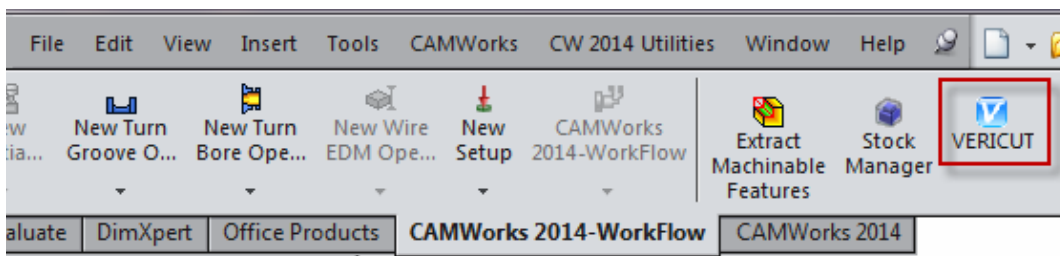 File Edit View Insert Tools CAMWorks CW 2014 Utilities Window Help
New Turn New Turn New Wire New CAMWorks Extract Stock VERICUT
Groove O... Bore Ope... EDM Ope... Setup 2014-WorkFlow Machinable Manager
Features
aluate DimXpert Office Products CAMWorks 2014-WorkFlow CAMWorks 2014